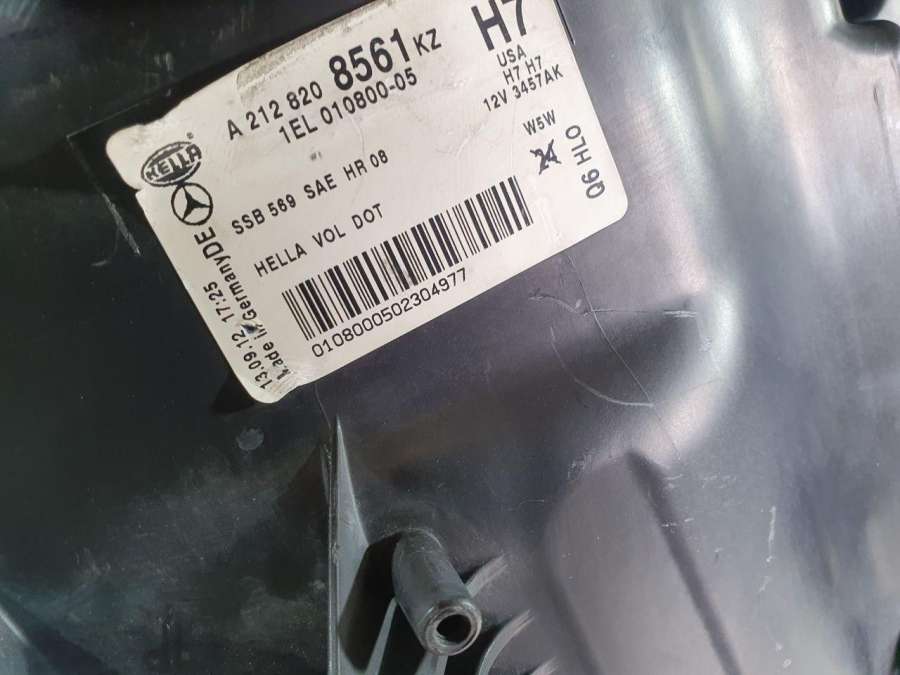 A 212 820 8561 KZ
1EL 010800-05
H7
USA
H7 H7
12V 3457AK
HELLA
®
SSB 569 SAE HR 08
W5W
HELLA VOL DOT
Q6 HLO
0108000502304977
13.09.12 17:25
in Germany DE